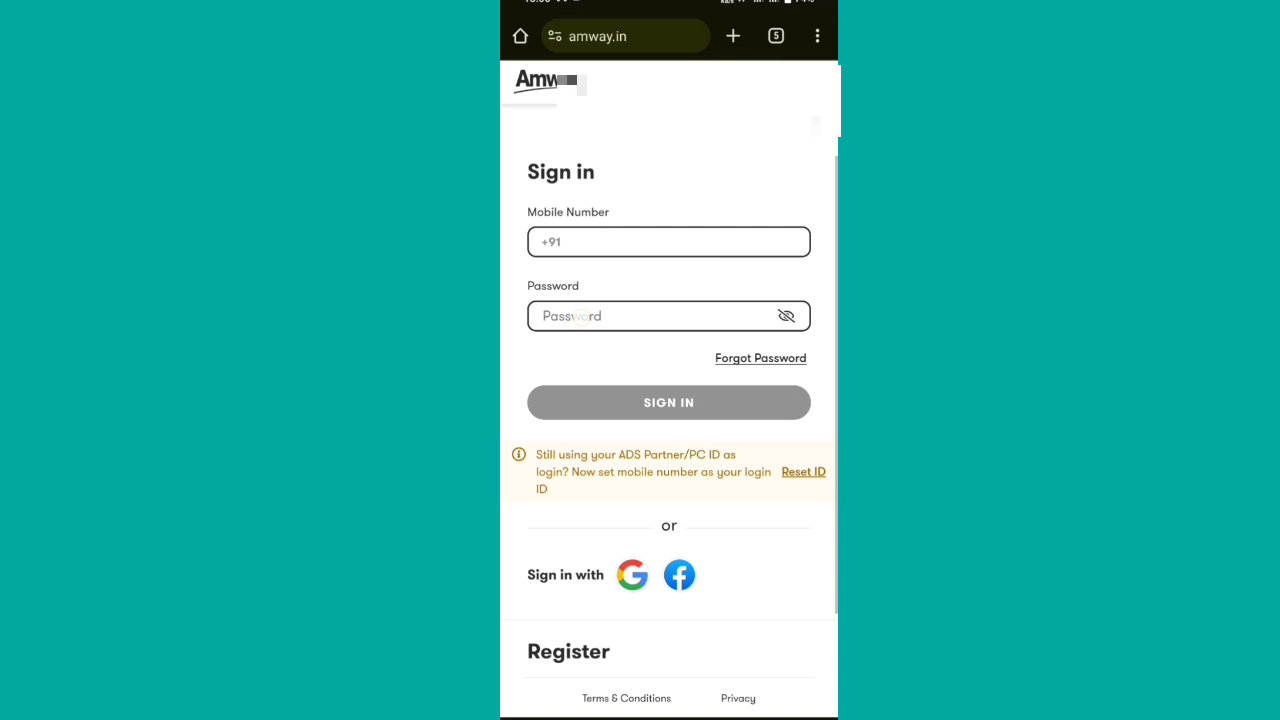 amway.in
5
Sign in
Mobile Number
+91
Password
Password
Forgot Password
SIGN IN
Still using your ADS Partner/PC ID as
login? Now set mobile number as your login
ID
Reset ID
or
Sign in with
Register
Terms & Conditions
Privacy